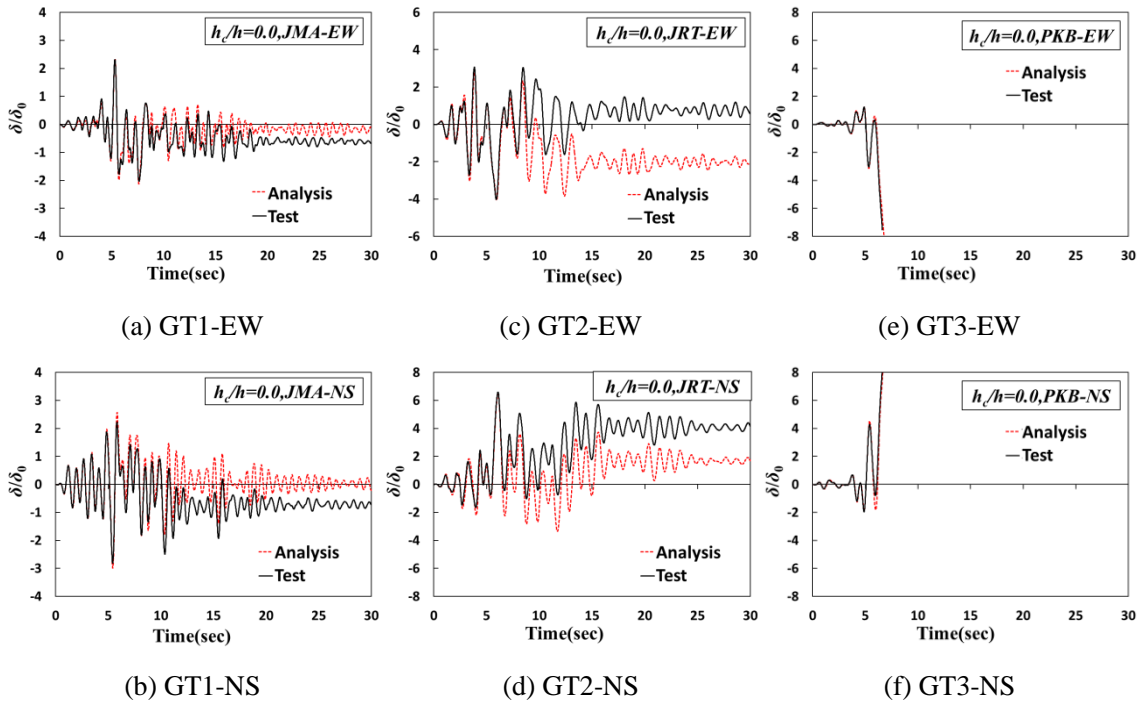 h_c/h=0.0,JMA-EW
δ/δ₀
4
3
2
1
0
-1
-2
-3
-4
Analysis
Test
0 5 10 15 20 25 30
Time(sec)
(a) GT1-EW
h_c/h=0.0,JRT-EW
δ/δ₀
6
4
2
0
-2
-4
-6
Analysis
Test
0 5 10 15 20 25 30
Time(sec)
(c) GT2-EW
h_c/h=0.0,PKB-EW
δ/δ₀
8
6
4
2
0
-2
-4
-6
-8
Analysis
Test
0 5 10 15 20 25 30
Time(sec)
(e) GT3-EW
h_c/h=0.0,JMA-NS
δ/δ₀
4
3
2
1
0
-1
-2
-3
-4
Analysis
Test
0 5 10 15 20 25 30
Time(sec)
(b) GT1-NS
h_c/h=0.0,JRT-NS
δ/δ₀
8
6
4
2
0
-2
-4
-6
-8
Analysis
Test
0 5 10 15 20 25 30
Time(sec)
(d) GT2-NS
h_c/h=0.0,PKB-NS
δ/δ₀
8
6
4
2
0
-2
-4
-6
-8
Analysis
Test
0 5 10 15 20 25 30
Time(sec)
(f) GT3-NS